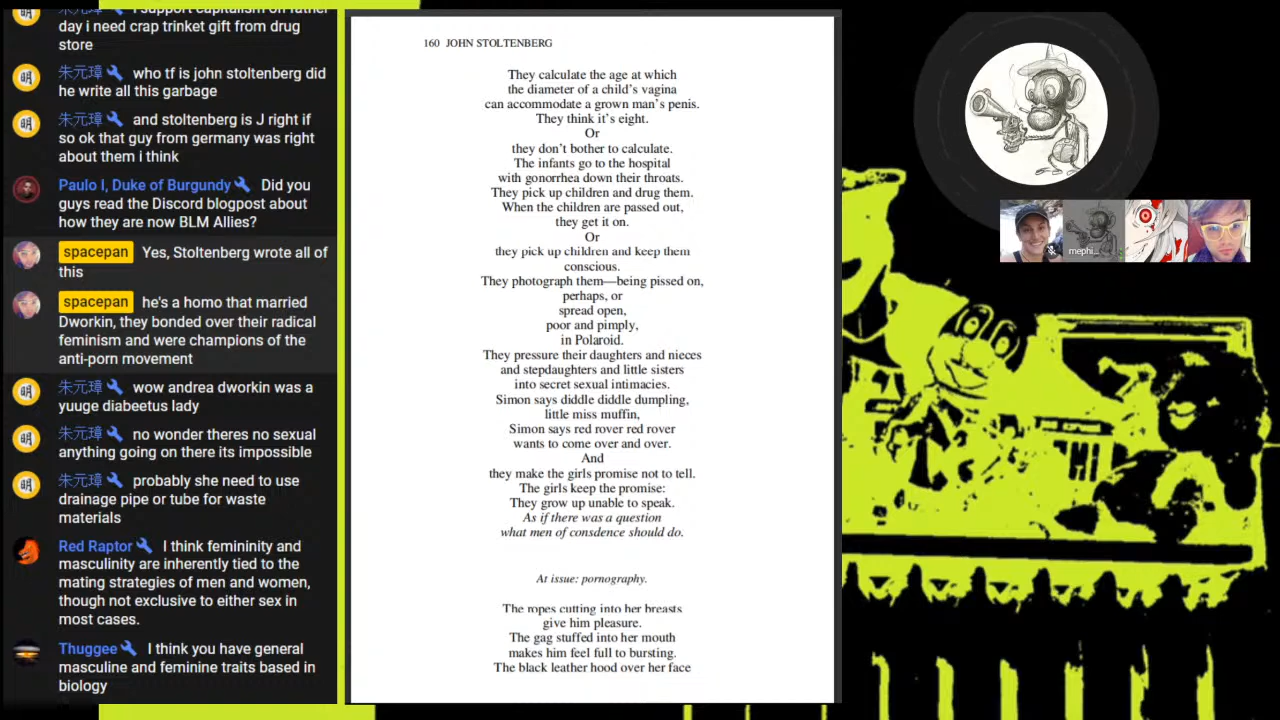 朱元璋 I support capitalism on father
day i need crap trinket gift from drug
store
朱元璋 who tf is john stoltenberg did
he write all this garbage
朱元璋 and stoltenberg is J right if
so ok that guy from germany was right
about them i think
Paulo I, Duke of Burgundy Did you
guys read the Discord blogpost about
how they are now BLM Allies?
spacepan Yes, Stoltenberg wrote all of
this
spacepan he's a homo that married
Dworkin, they bonded over their radical
feminism and were champions of the
anti-porn movement
朱元璋 wow andrea dworkin was a
yuuge diabeetus lady
朱元璋 no wonder theres no sexual
anything going on there its impossible
朱元璋 probably she need to use
drainage pipe or tube for waste
materials
Red Raptor I think femininity and
masculinity are inherently tied to the
mating strategies of men and women,
though not exclusive to either sex in
most cases.
Thuggee I think you have general
masculine and feminine traits based in
biology
160 JOHN STOLTENBERG
They calculate the age at which
the diameter of a child's vagina
can accommodate a grown man's penis.
They think it's eight.
Or
they don't bother to calculate.
The infants go to the hospital
with gonorrhea down their throats.
They pick up children and drug them.
When the children are passed out,
they get it on.
Or
they pick up children and keep them
conscious.
They photograph them—being pissed on,
perhaps, or
spread open,
poor and pimply,
in Polaroid.
They pressure their daughters and nieces
and stepdaughters and little sisters
into secret sexual intimacies.
Simon says diddle diddle dumpling,
little miss muffin,
Simon says red rover red rover
wants to come over and over.
And
they make the girls promise not to tell.
The girls keep the promise:
They grow up unable to speak.
As if there was a question
what men of consdence should do.
At issue: pornography.
The ropes cutting into her breasts
give him pleasure.
The gag stuffed into her mouth
makes him feel full to bursting.
The black leather hood over her face
mephi...